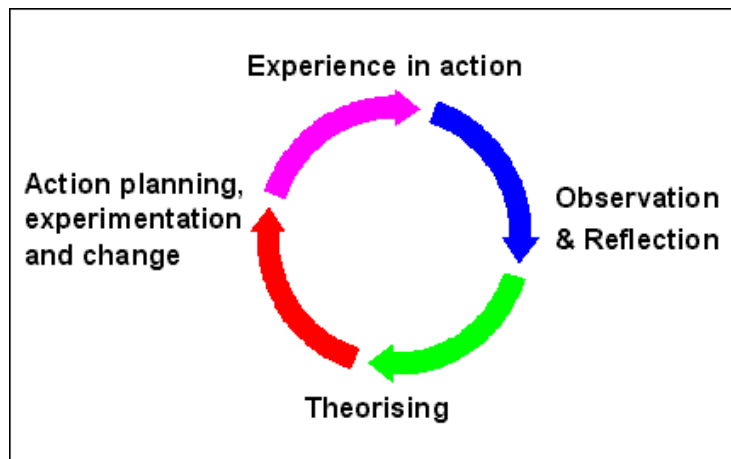 Experience in action
Observation
& Reflection
Theorising
Action planning,
experimentation
and change